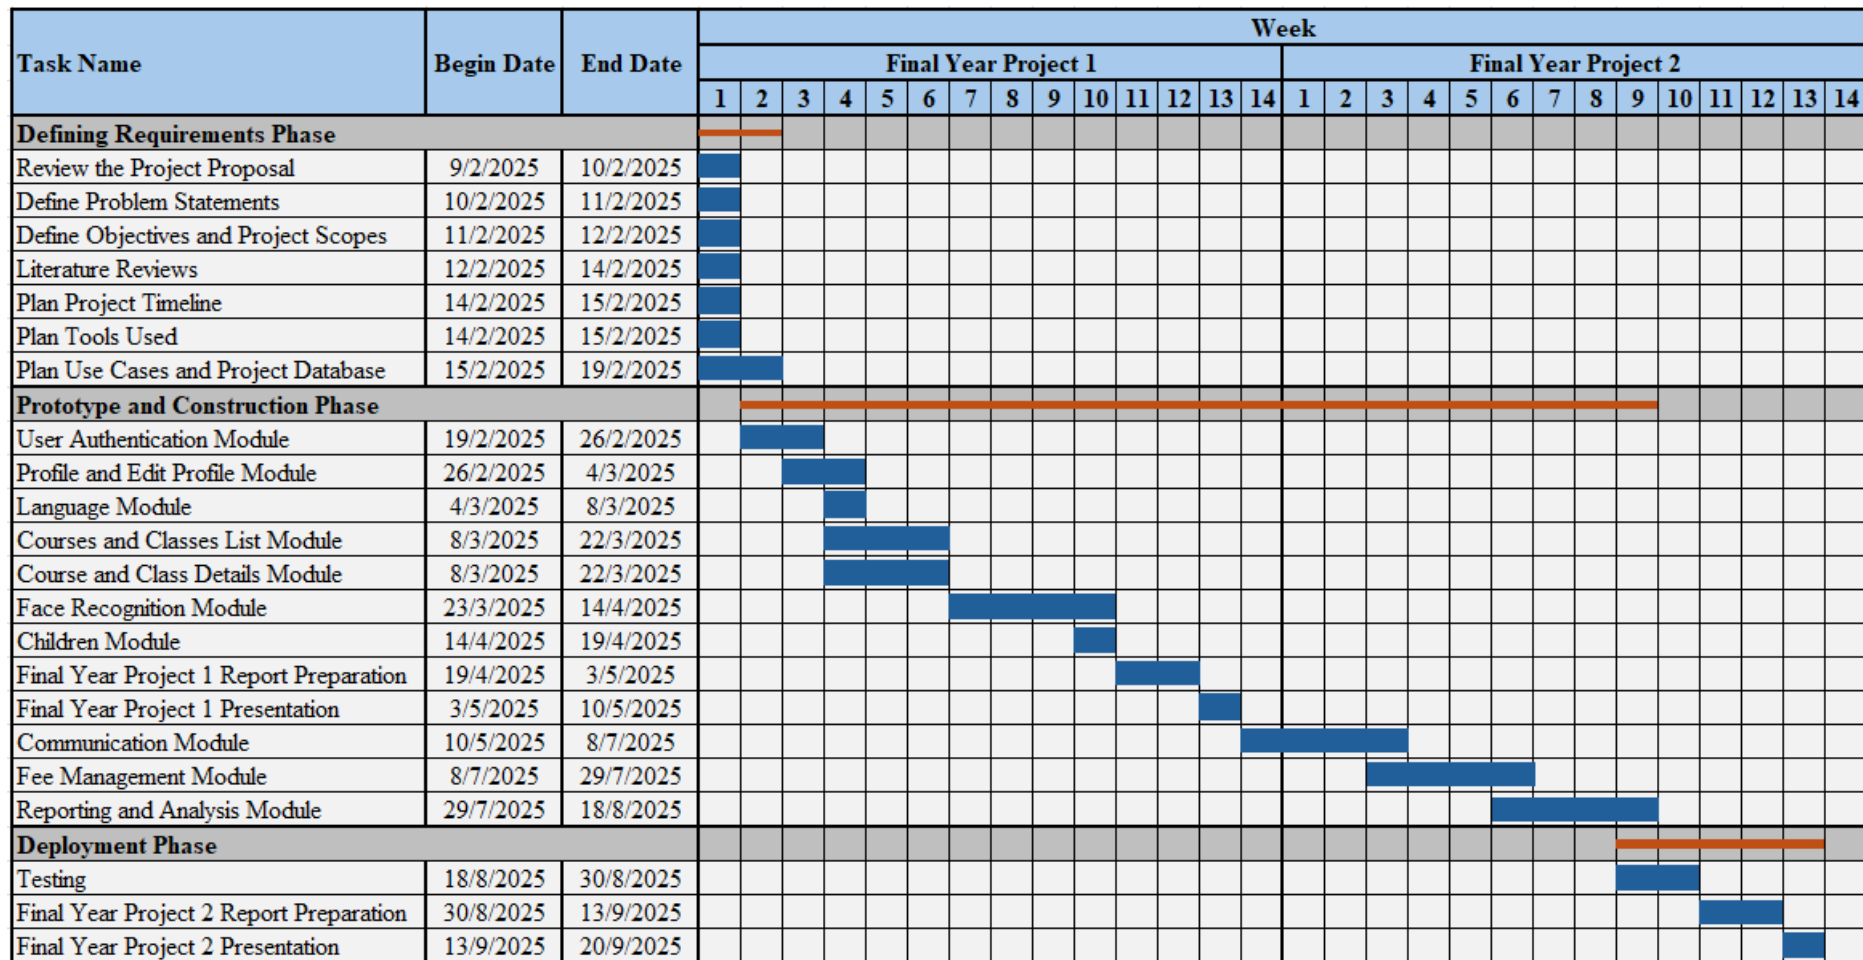 Week
Task Name Begin Date End Date Final Year Project 1 Final Year Project 2
1 2 3 4 5 6 7 8 9 10 11 12 13 14 1 2 3 4 5 6 7 8 9 10 11 12 13 14
Defining Requirements Phase
Review the Project Proposal 9/2/2025 10/2/2025
Define Problem Statements 10/2/2025 11/2/2025
Define Objectives and Project Scopes 11/2/2025 12/2/2025
Literature Reviews 12/2/2025 14/2/2025
Plan Project Timeline 14/2/2025 15/2/2025
Plan Tools Used 14/2/2025 15/2/2025
Plan Use Cases and Project Database 15/2/2025 19/2/2025
Prototype and Construction Phase
User Authentication Module 19/2/2025 26/2/2025
Profile and Edit Profile Module 26/2/2025 4/3/2025
Language Module 4/3/2025 8/3/2025
Courses and Classes List Module 8/3/2025 22/3/2025
Course and Class Details Module 8/3/2025 22/3/2025
Face Recognition Module 23/3/2025 14/4/2025
Children Module 14/4/2025 19/4/2025
Final Year Project 1 Report Preparation 19/4/2025 3/5/2025
Final Year Project 1 Presentation 3/5/2025 10/5/2025
Communication Module 10/5/2025 8/7/2025
Fee Management Module 8/7/2025 29/7/2025
Reporting and Analysis Module 29/7/2025 18/8/2025
Deployment Phase
Testing 18/8/2025 30/8/2025
Final Year Project 2 Report Preparation 30/8/2025 13/9/2025
Final Year Project 2 Presentation 13/9/2025 20/9/2025